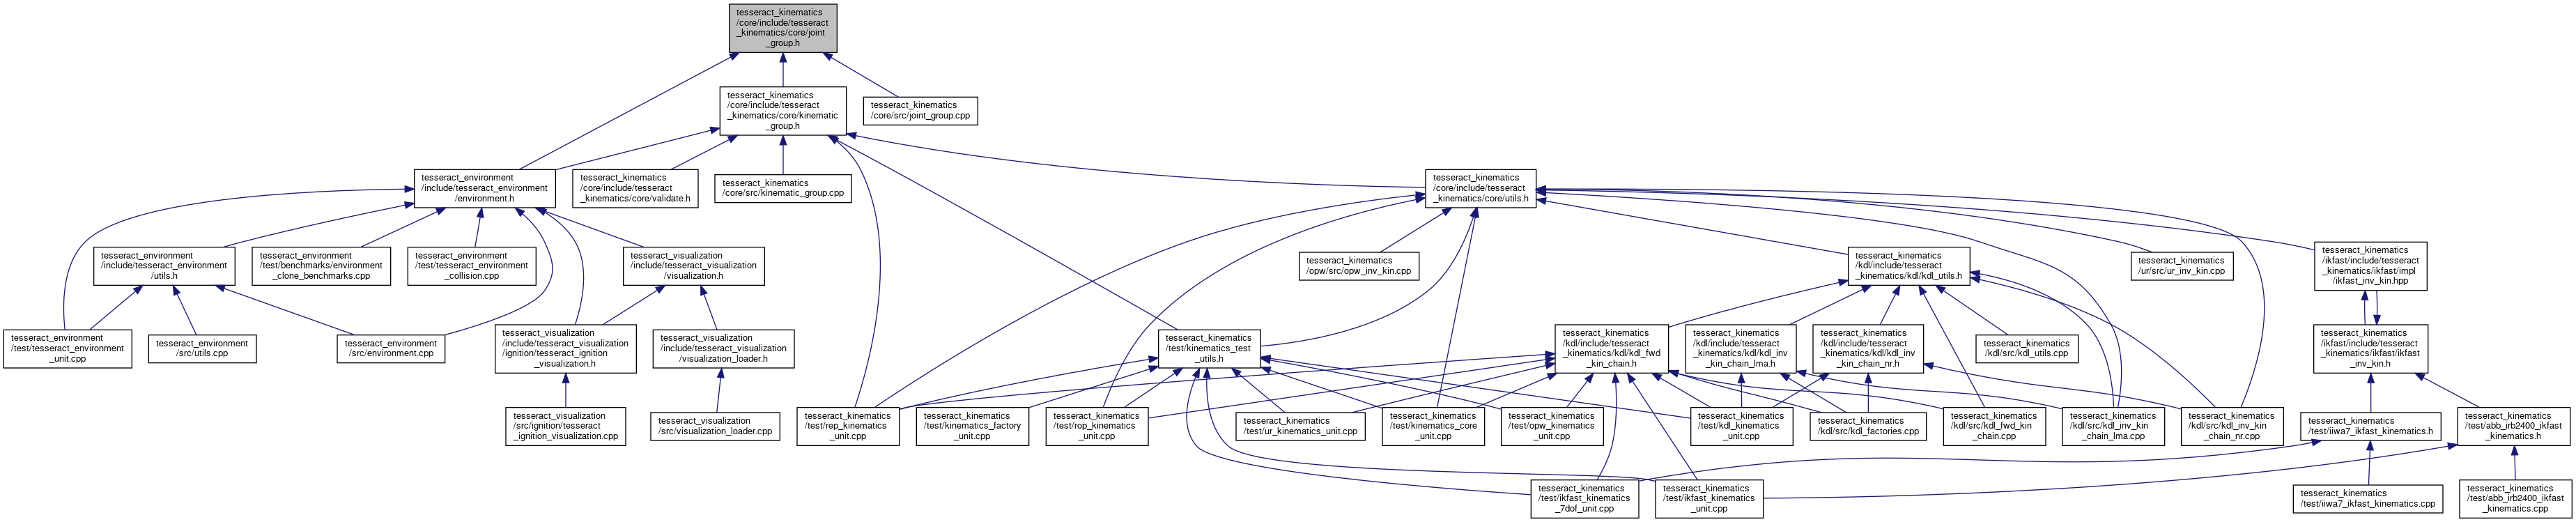 tesseract_kinematics
/core/include/tesseract
_kinematics/core/joint
_group.h
tesseract_kinematics
/core/include/tesseract
_kinematics/core/kinematic
_group.h
tesseract_kinematics
/core/src/joint_group.cpp
tesseract_environment
/include/tesseract_environment
/environment.h
tesseract_kinematics
/core/include/tesseract
_kinematics/core/validate.h
tesseract_kinematics
/core/src/kinematic_group.cpp
tesseract_kinematics
/core/include/tesseract
_kinematics/core/utils.h
tesseract_environment
/include/tesseract_environment
/utils.h
tesseract_environment
/test/benchmarks/environment
_clone_benchmarks.cpp
tesseract_environment
/test/tesseract_environment
_collision.cpp
tesseract_visualization
/include/tesseract_visualization
/visualization.h
tesseract_kinematics
/opw/src/opw_inv_kin.cpp
tesseract_kinematics
/kdl/include/tesseract
_kinematics/kdl/kdl_utils.h
tesseract_kinematics
/ur/src/ur_inv_kin.cpp
tesseract_kinematics
/ikfast/include/tesseract
_kinematics/ikfast/impl
/ikfast_inv_kin.hpp
tesseract_environment
/test/tesseract_environment
_unit.cpp
tesseract_environment
/src/utils.cpp
tesseract_environment
/src/environment.cpp
tesseract_visualization
/include/tesseract_visualization
/ignition/tesseract_ignition
_visualization.h
tesseract_visualization
/include/tesseract_visualization
/visualization_loader.h
tesseract_kinematics
/test/kinematics_test
_utils.h
tesseract_kinematics
/kdl/include/tesseract
_kinematics/kdl/kdl_fwd
_kin_chain.h
tesseract_kinematics
/kdl/include/tesseract
_kinematics/kdl/kdl_inv
_kin_chain_lma.h
tesseract_kinematics
/kdl/include/tesseract
_kinematics/kdl/kdl_inv
_kin_chain_nr.h
tesseract_kinematics
/kdl/src/kdl_utils.cpp
tesseract_kinematics
/ikfast/include/tesseract
_kinematics/ikfast/ikfast
_inv_kin.h
tesseract_visualization
/src/ignition/tesseract
_ignition_visualization.cpp
tesseract_visualization
/src/visualization_loader.cpp
tesseract_kinematics
/test/rep_kinematics
_unit.cpp
tesseract_kinematics
/test/kinematics_factory
_unit.cpp
tesseract_kinematics
/test/rop_kinematics
_unit.cpp
tesseract_kinematics
/test/ur_kinematics_unit.cpp
tesseract_kinematics
/test/kinematics_core
_unit.cpp
tesseract_kinematics
/test/opw_kinematics
_unit.cpp
tesseract_kinematics
/test/kdl_kinematics
_unit.cpp
tesseract_kinematics
/kdl/src/kdl_factories.cpp
tesseract_kinematics
/kdl/src/kdl_fwd_kin
_chain.cpp
tesseract_kinematics
/kdl/src/kdl_inv_kin
_chain_lma.cpp
tesseract_kinematics
/kdl/src/kdl_inv_kin
_chain_nr.cpp
tesseract_kinematics
/test/iiwa7_ikfast_kinematics.h
tesseract_kinematics
/test/abb_irb2400_ikfast
_kinematics.h
tesseract_kinematics
/test/ikfast_kinematics
_7dof_unit.cpp
tesseract_kinematics
/test/ikfast_kinematics
_unit.cpp
tesseract_kinematics
/test/iiwa7_ikfast_kinematics.cpp
tesseract_kinematics
/test/abb_irb2400_ikfast
_kinematics.cpp